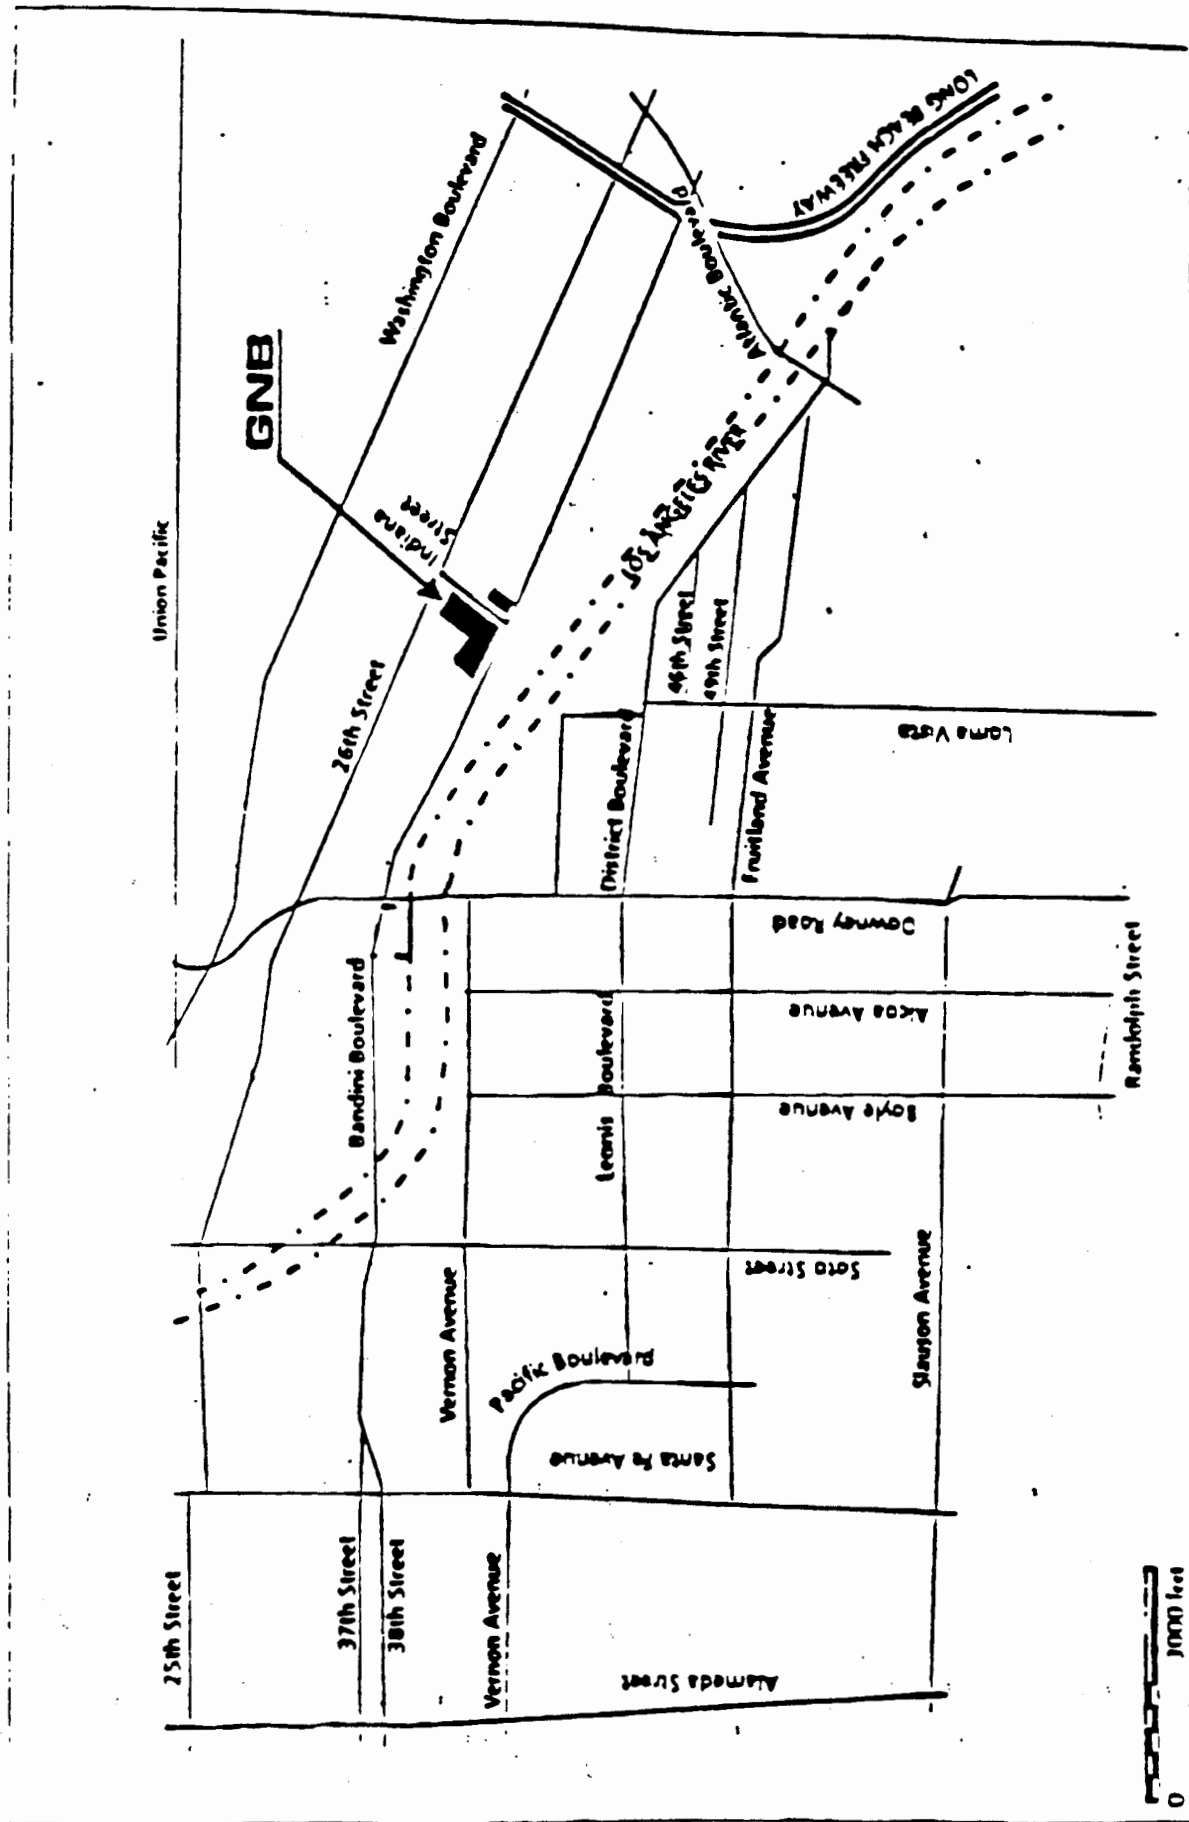 25th Street
37th Street
38th Street
Vernon Avenue
Alameda Street
Santa Fe Avenue
Pacific Boulevard
Vernon Avenue
Soto Street
Slauson Avenue
Bandini Boulevard
Leonis Boulevard
Boyle Avenue
Alcoa Avenue
Randolph Street
Downey Road
Union Pacific
26th Street
District Boulevard
Fruitland Avenue
Loma Vista
46th Street
49th Street
Indiana
Street
GNB
Washington Boulevard
LOS ANGELES RIVER
Atlantic Boulevard
LONG BEACH FREEWAY
0
feet